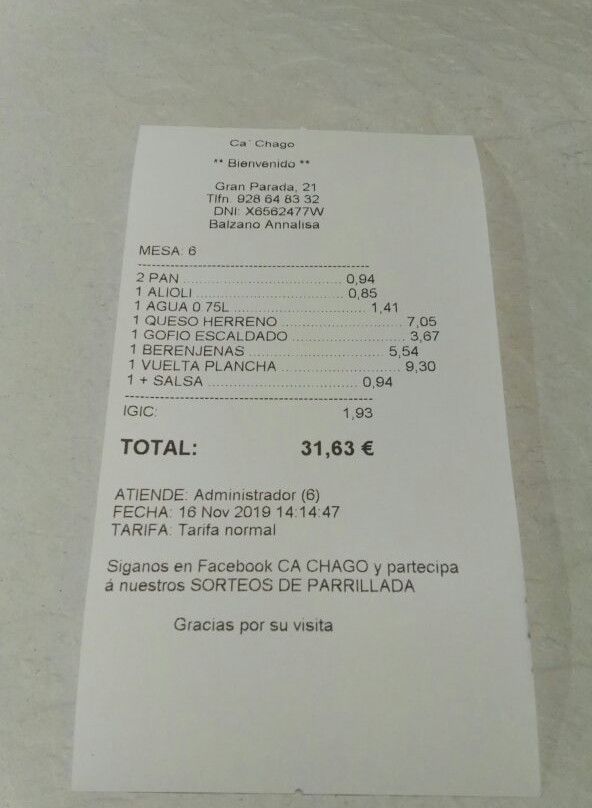 Ca´ Chago
** Bienvenido **
Gran Parada, 21
Tlfn. 928 64 83 32
DNI: X6562477W
Balzano Annalisa
MESA: 6
--------------------------------------------
2 PAN ................................. 0,94
1 ALIOLI ............................... 0,85
1 AGUA 0.75L ............................ 1,41
1 QUESO HERRENO ......................... 7,05
1 GOFIO ESCALDADO ....................... 3,67
1 BERENJENAS ........................... 5,54
1 VUELTA PLANCHA ........................ 9,30
1 + SALSA ............................... 0,94
--------------------------------------------
IGIC: 1,93
TOTAL: 31,63 €
ATIENDE: Administrador (6)
FECHA: 16 Nov 2019 14:14:47
TARIFA: Tarifa normal
Siganos en Facebook CA CHAGO y partecipa
á nuestros SORTEOS DE PARRILLADA
Gracias por su visita